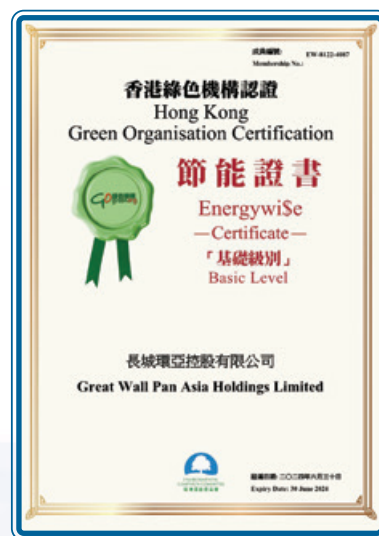 成員編號: EW-0122-4087
Membership No.:
香港綠色機構認證
Hong Kong
Green Organisation Certification
節能證書
Energywi$e
—Certificate—
「基礎級別」
Basic Level
長城環亞控股有限公司
Great Wall Pan Asia Holdings Limited
Expiry Date: 30 June 2024